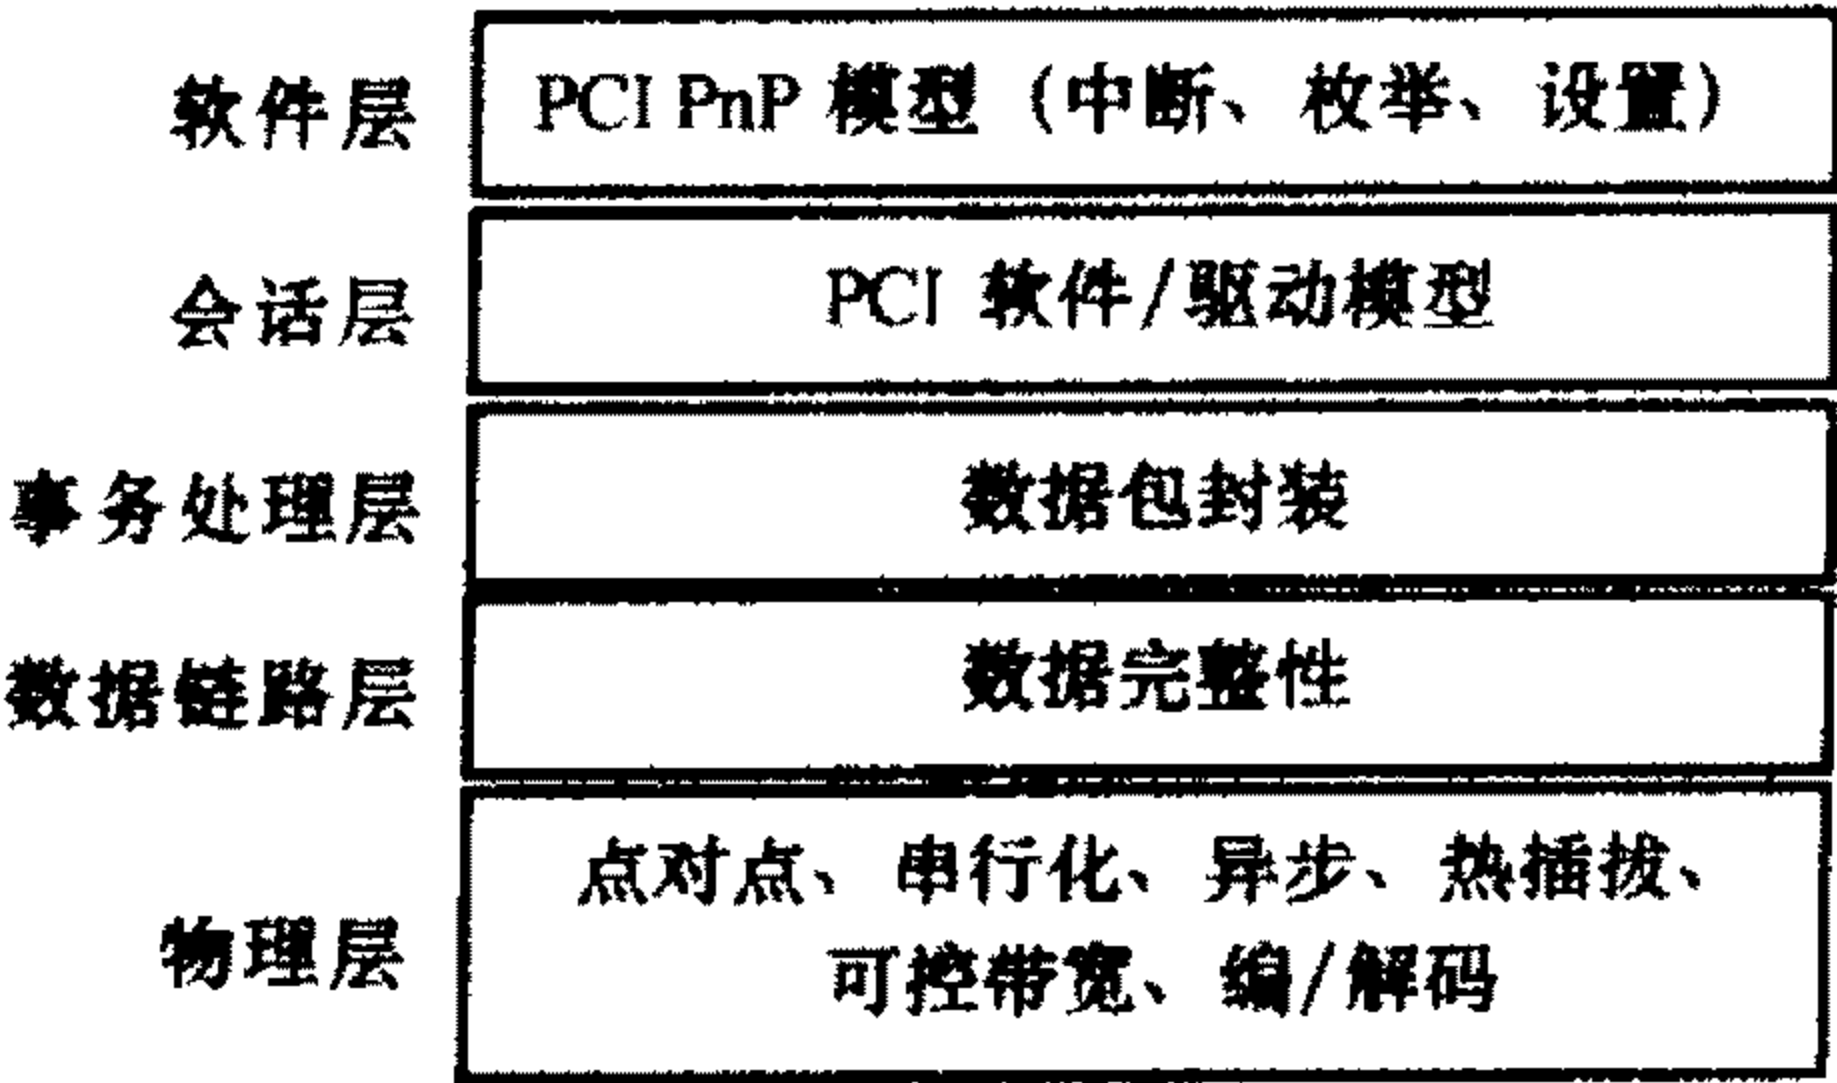 软件层
PCI PnP 模型（中断、枚举、设置）
会话层
PCI 软件/驱动模型
事务处理层
数据包封装
数据链路层
数据完整性
物理层
点对点、串行化、异步、热插拔、
可控带宽、编/解码